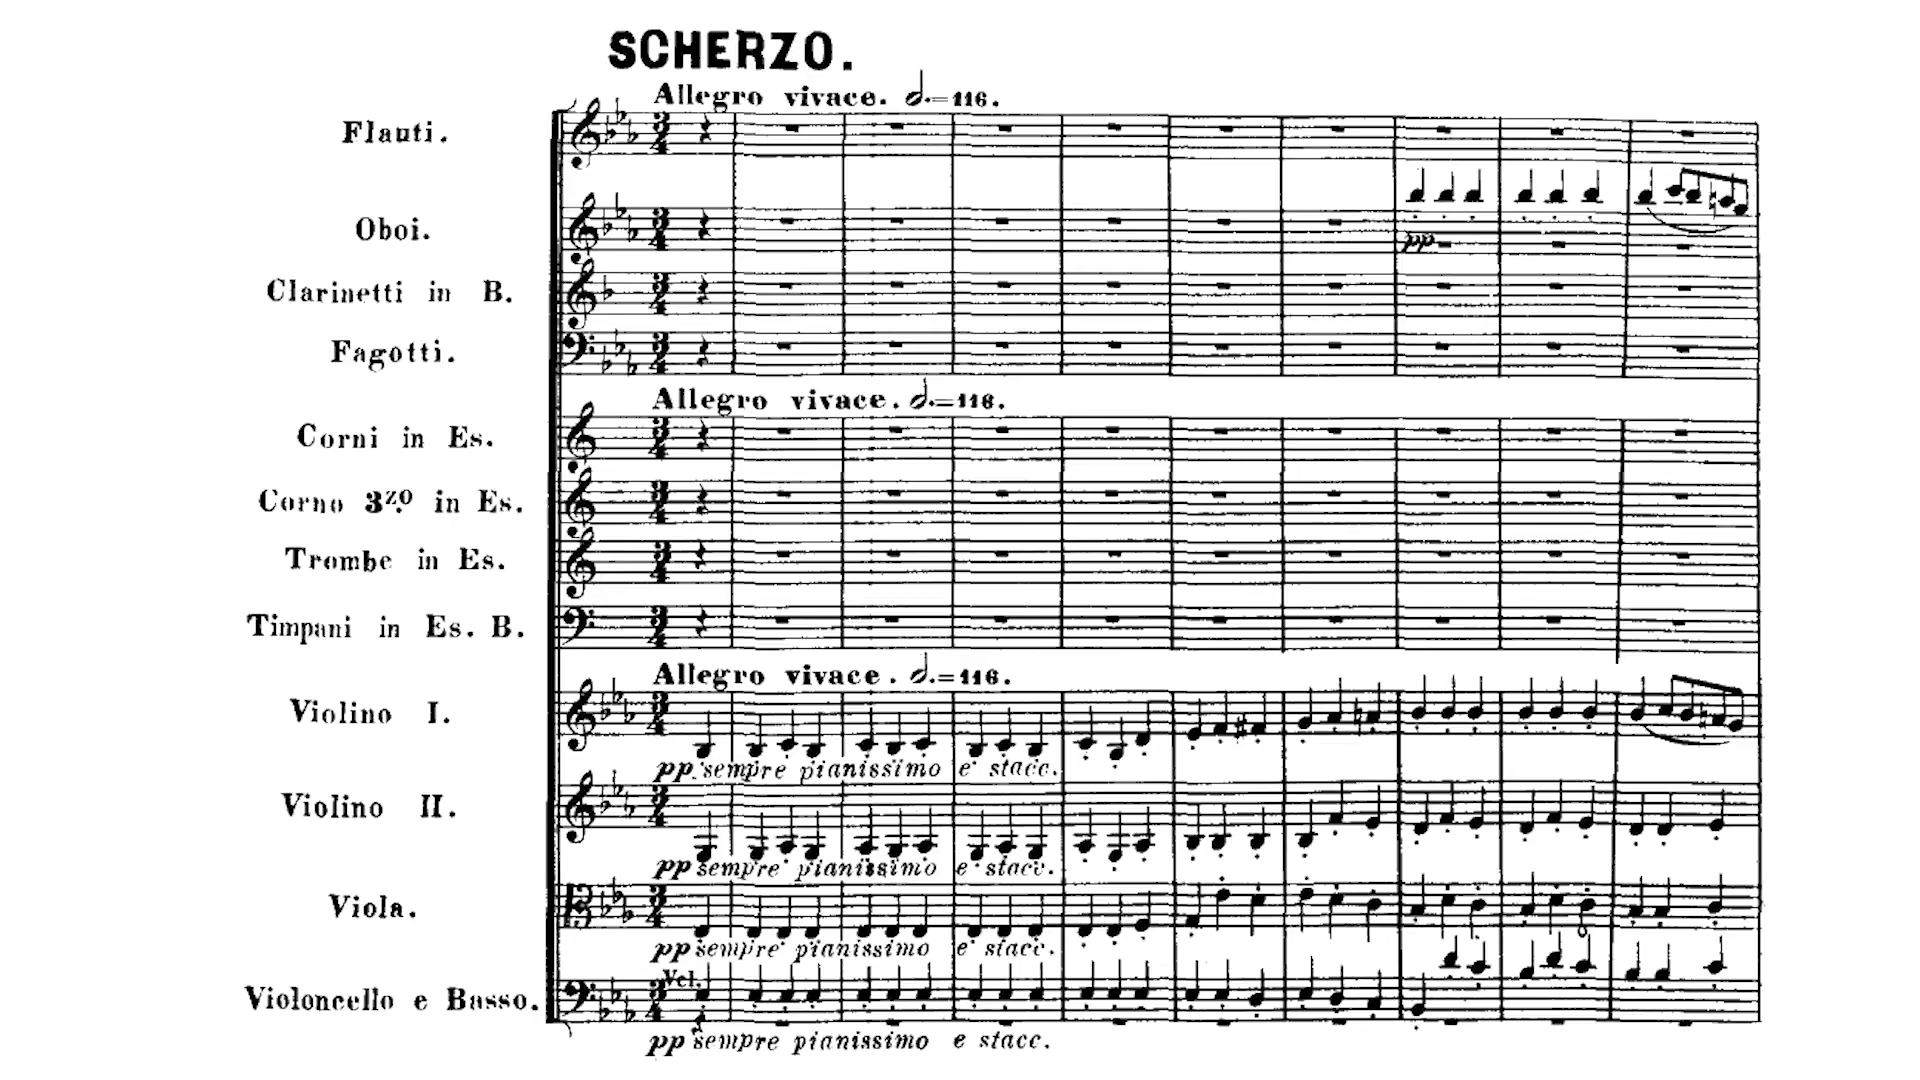 SCHERZO.
Allegro vivace. 𝅗𝅥.=116.
Flauti.
Oboi.
pp
Clarinetti in B.
Fagotti.
Allegro vivace. 𝅗𝅥.=116.
Corni in Es.
Corno 3zo. in Es.
Trombe in Es.
Timpani in Es. B.
Allegro vivace. 𝅗𝅥.=116.
Violino I.
pp sempre pianissimo e stacc.
Violino II.
pp sempre pianissimo e stacc.
Viola.
pp sempre pianissimo e stacc.
Vcl.
Violoncello e Basso.
pp sempre pianissimo e stacc.